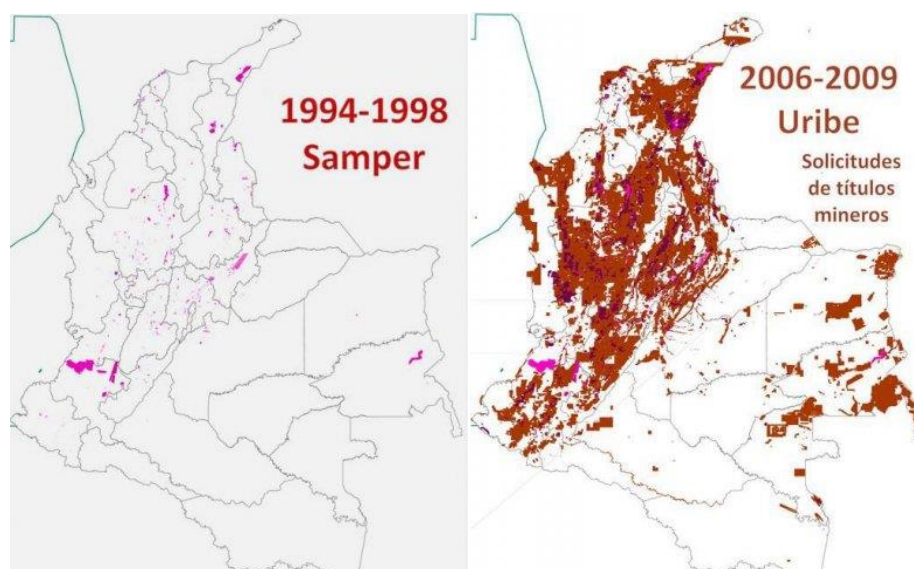 1994-1998
Samper
2006-2009
Uribe
Solicitudes
de títulos
mineros